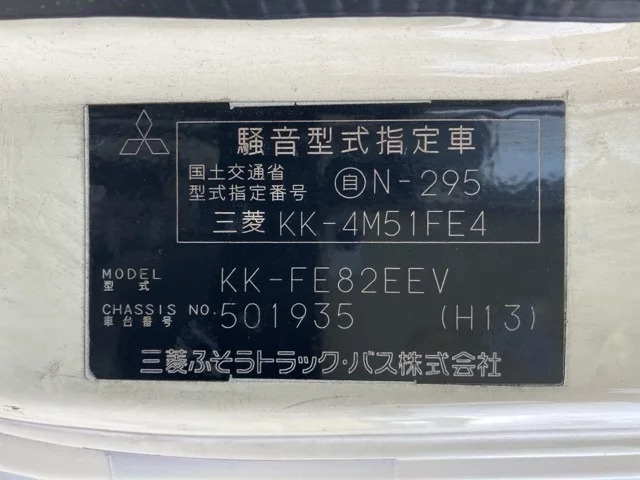 騒音型式指定車
国土交通省
型式指定番号 自N-295
三菱 KK-4M51FE4
MODEL
型式 KK-FE82EEV
CHASSIS NO.
車台番号 501935 (H13)
三菱ふそうトラック・バス株式会社